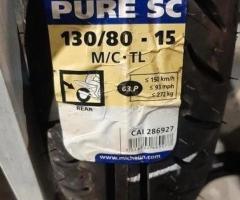 PURE SC
130/80 - 15
M/C · TL
63 P
≤ 150 km/h
≤ 93 mph
≤ 272 kg
REAR
CAI 286927
www.michelin.com